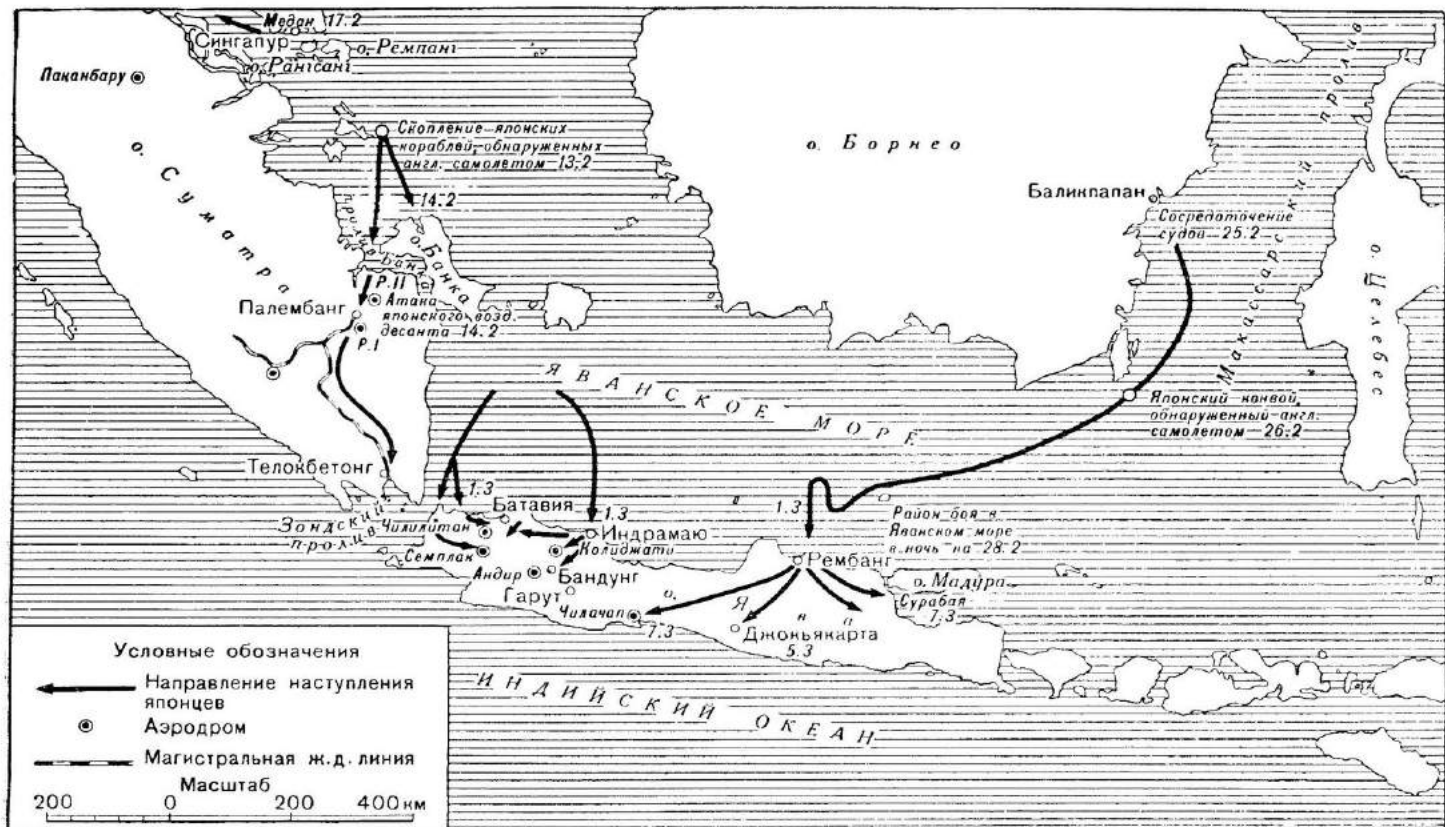 Медан 17.2
Сингапур
о. Ремпанг
о. Рангсанг
Паканбару
о. Суматра
Скопление японских
кораблей, обнаруженных
англ. самолетом 13.2
14.2
пролив Банка
о. Банка
Р.II
Палембанг
Атака
японского возд.
десанта 14.2
Р.I
о. Борнео
Баликпапан
Сосредоточение
судов 25.2
Макассарский пролив
о. Целебес
ЯВАНСКОЕ МОРЕ
Японский конвой,
обнаруженный англ.
самолетом 26.2
Телокбетонг
Зондский
пролив
1.3
Батавия
Чилилитан
Семплак
1.3
Индрамаю
Колиджати
Андир
Бандунг
Гарут
Чилачап
7.3
1.3
Район боя в
Яванском море
в ночь на 28.2
Рембанг
о. Мадура
Сурабая
7.3
о. Ява
Джокьякарта
5.3
ИНДИЙСКИЙ ОКЕАН
Условные обозначения
Направление наступления
японцев
Аэродром
Магистральная ж.д. линия
Масштаб
200 0 200 400 км